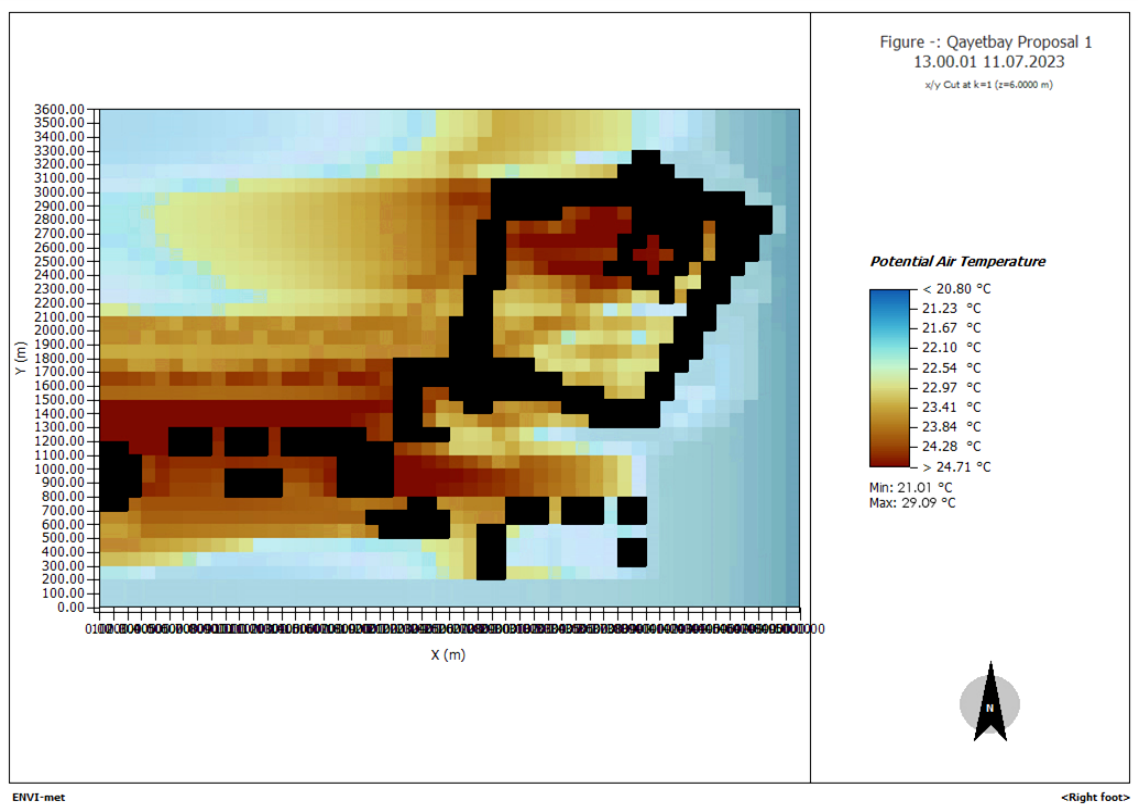 Figure -: Qayetbay Proposal 1
13.00.01 11.07.2023
x/y Cut at k=1 (z=6.0000 m)
3600.00
3500.00
3400.00
3300.00
3200.00
3100.00
3000.00
2900.00
2800.00
2700.00
2600.00
2500.00
2400.00
2300.00
2200.00
2100.00
2000.00
1900.00
1800.00
1700.00
1600.00
1500.00
1400.00
1300.00
1200.00
1100.00
1000.00
900.00
800.00
700.00
600.00
500.00
400.00
300.00
200.00
100.00
0.00
Y (m)
X (m)
Potential Air Temperature
< 20.80 °C
21.23 °C
21.67 °C
22.10 °C
22.54 °C
22.97 °C
23.41 °C
23.84 °C
24.28 °C
> 24.71 °C
Min: 21.01 °C
Max: 29.09 °C
N
ENVI-met
<Right foot>